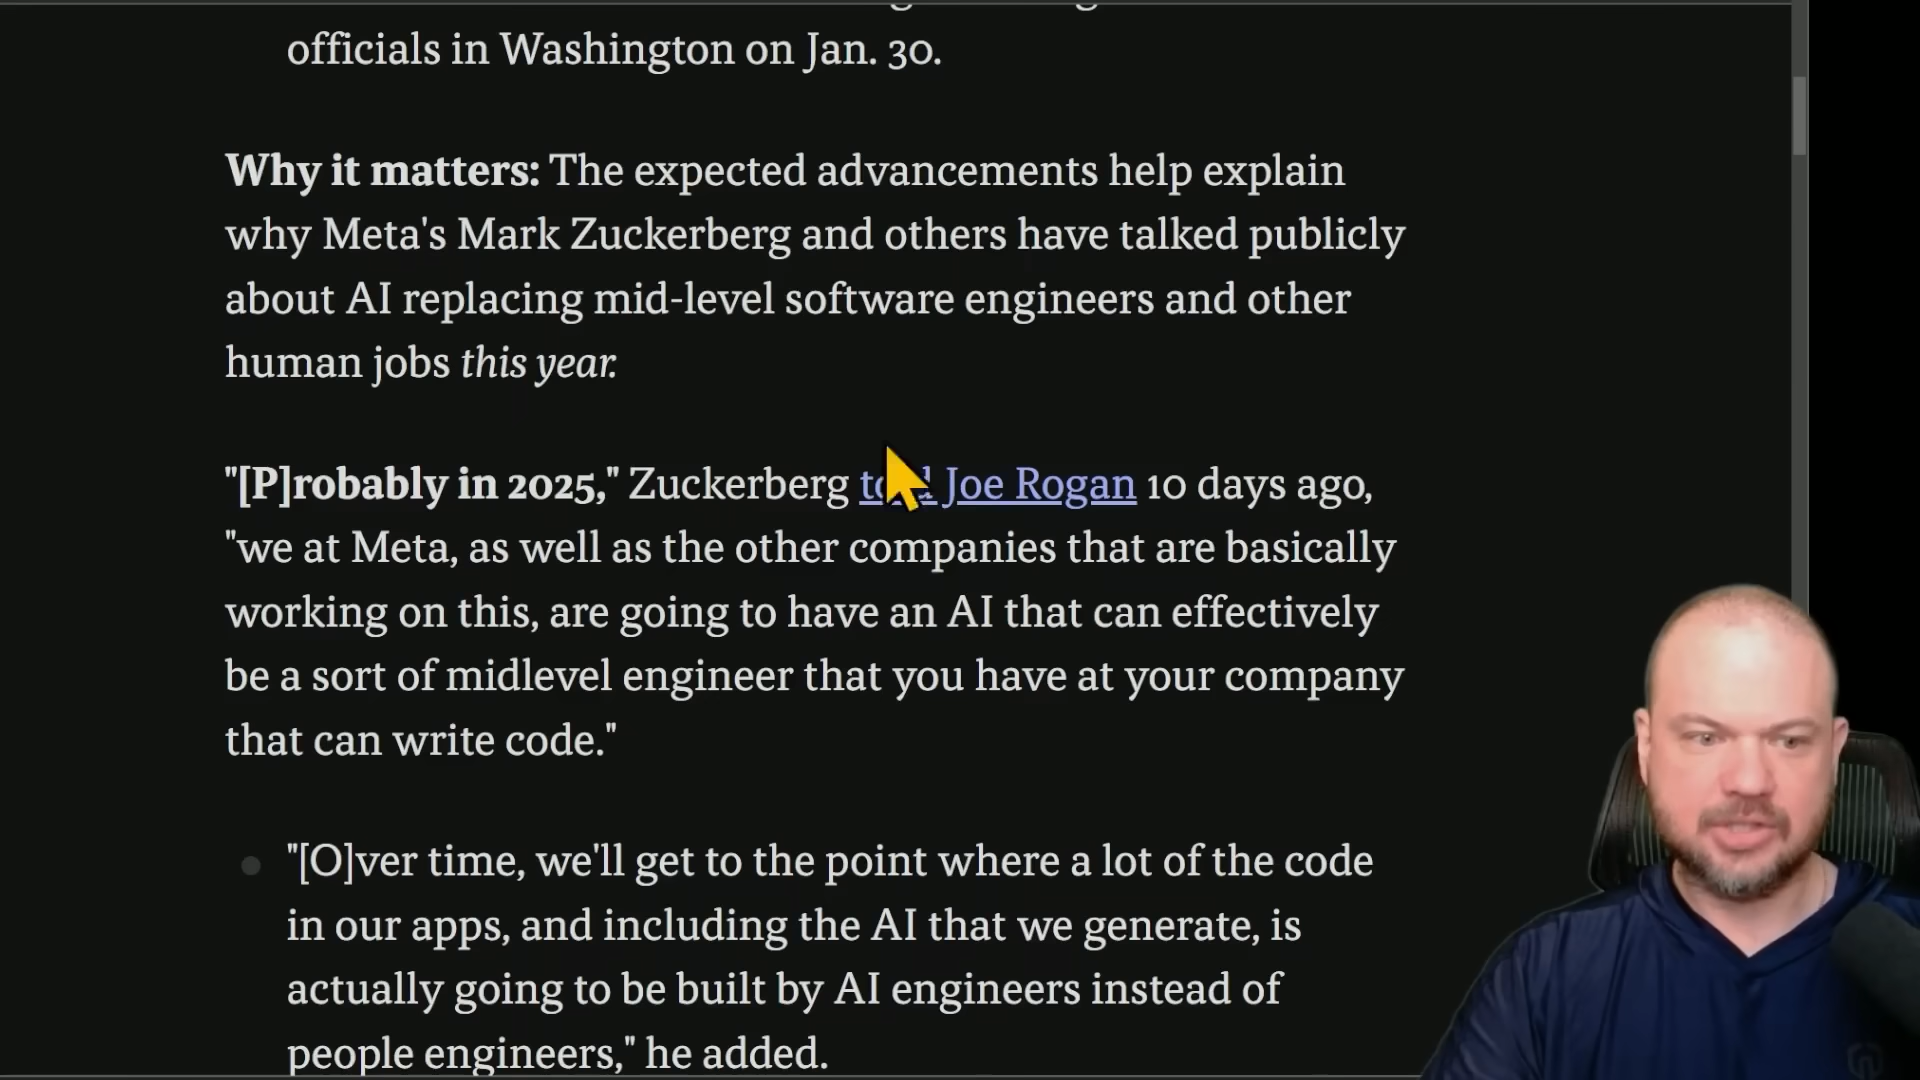 officials in Washington on Jan. 30.
Why it matters: The expected advancements help explain
why Meta's Mark Zuckerberg and others have talked publicly
about AI replacing mid-level software engineers and other
human jobs this year.
"[P]robably in 2025," Zuckerberg told Joe Rogan 10 days ago,
"we at Meta, as well as the other companies that are basically
working on this, are going to have an AI that can effectively
be a sort of midlevel engineer that you have at your company
that can write code."
"[O]ver time, we'll get to the point where a lot of the code
in our apps, and including the AI that we generate, is
actually going to be built by AI engineers instead of
people engineers," he added.